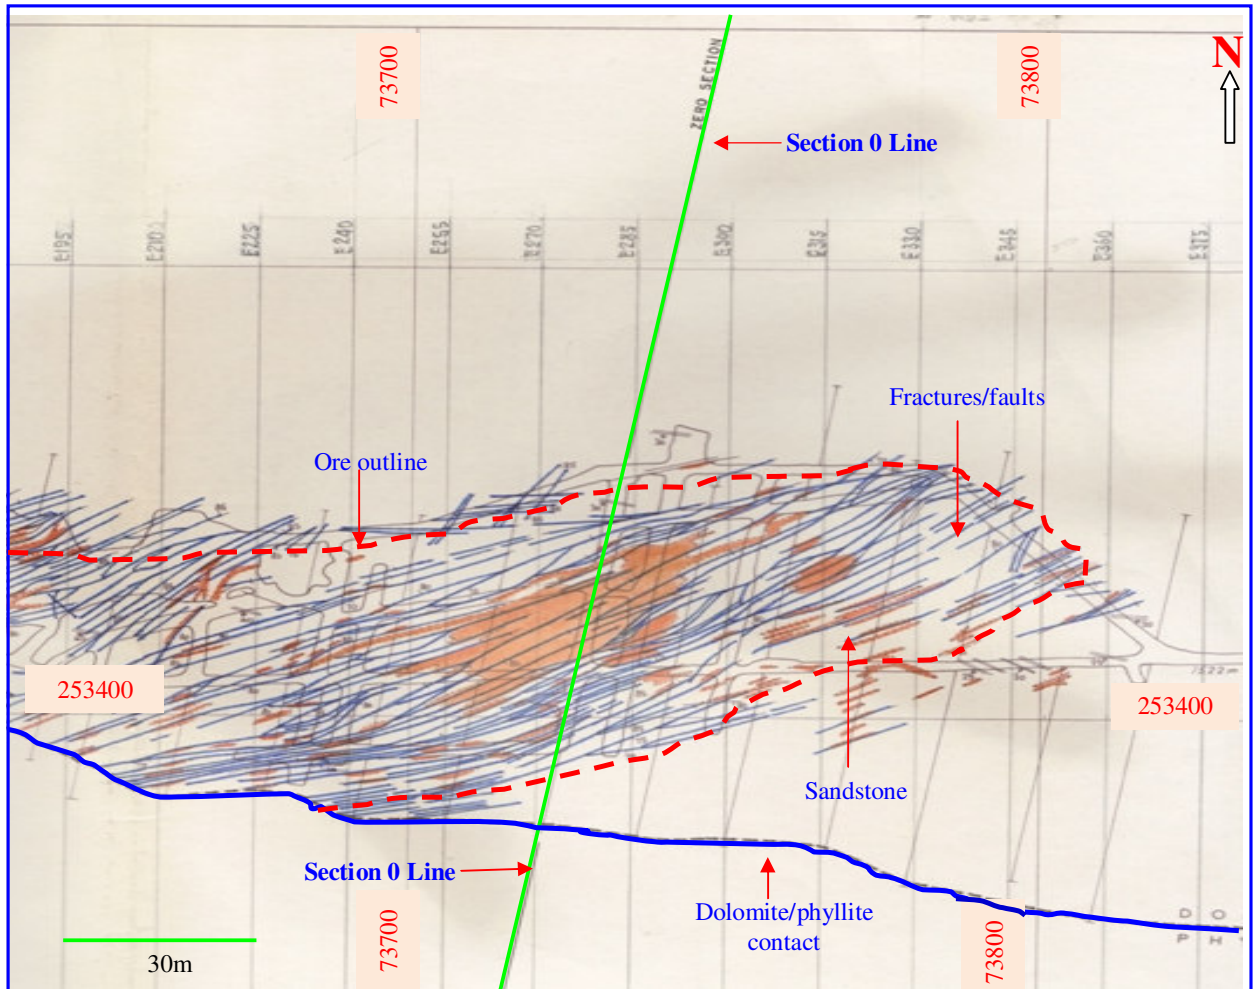 73700
73800
N
ZERO SECTION
Section 0 Line
E195
E210
E225
E240
E255
E270
E285
E300
E315
E330
E345
E360
E375
Fractures/faults
Ore outline
253400
1522m
253400
Sandstone
Section 0 Line
Dolomite/phyllite
contact
73700
73800
D O
P H
30m